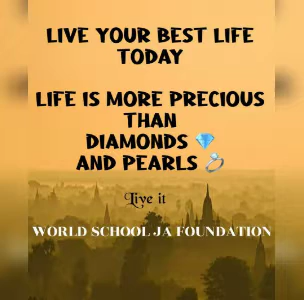 LIVE YOUR BEST LIFE
TODAY
LIFE IS MORE PRECIOUS
THAN
DIAMONDS 💎
AND PEARLS 💍
Live it
WORLD SCHOOL JA FOUNDATION